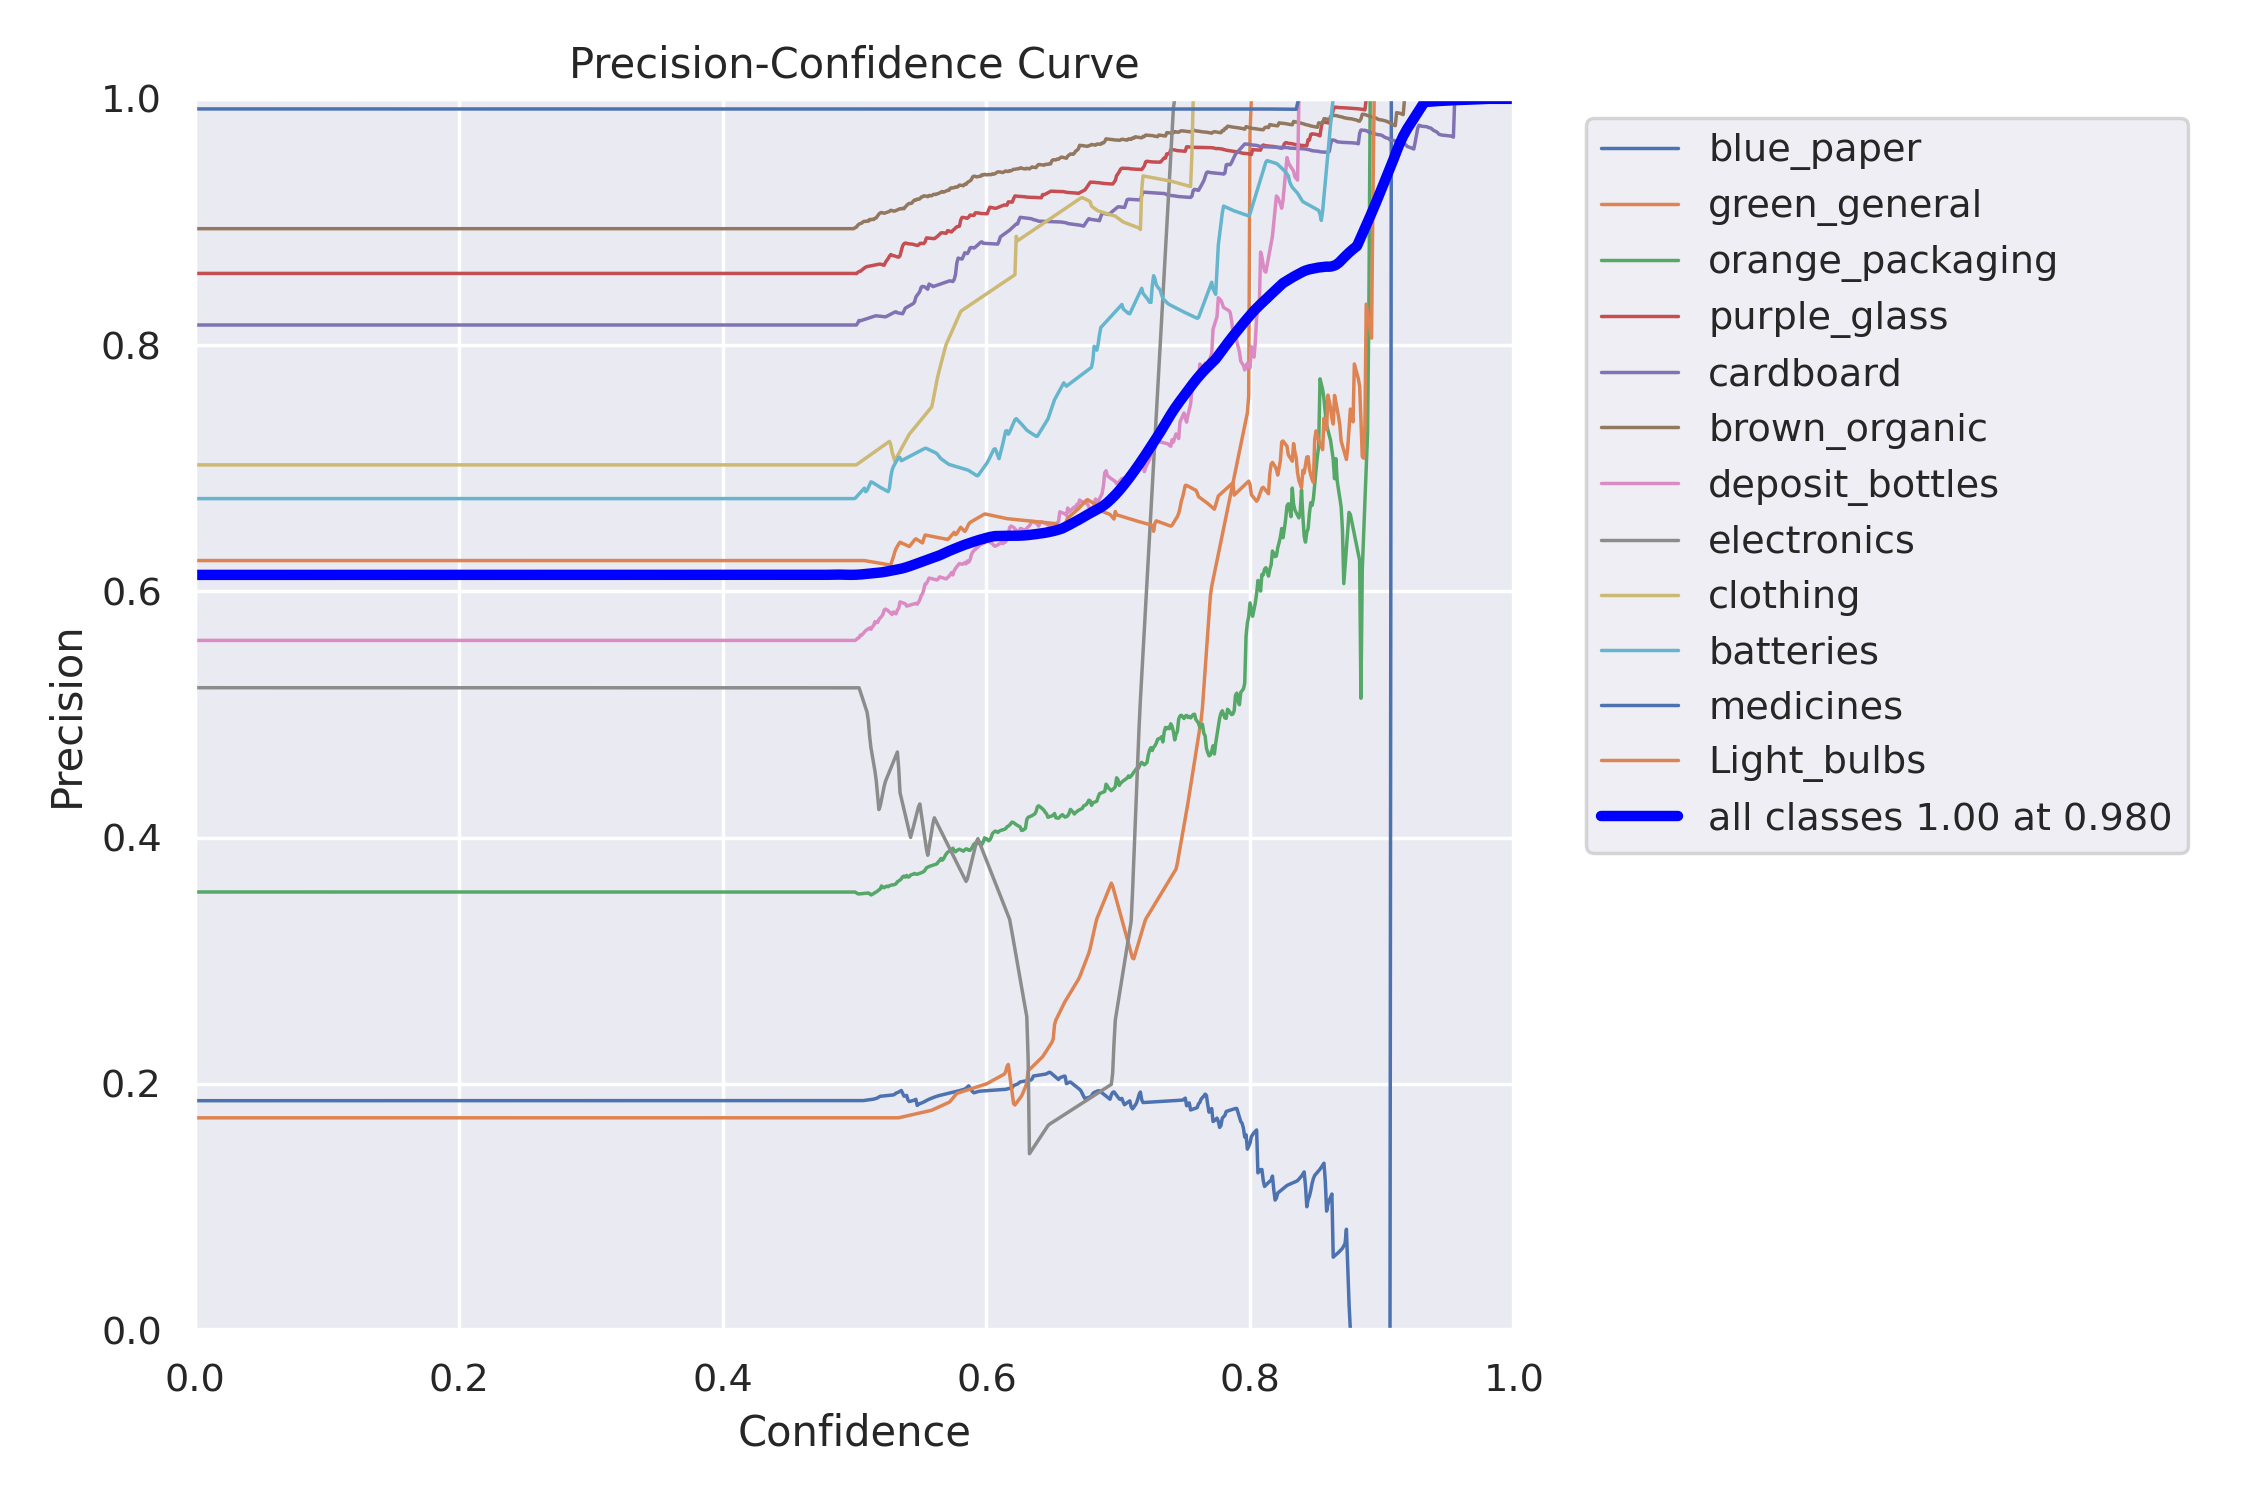 Precision-Confidence Curve
1.0
0.8
0.6
0.4
0.2
0.0
Precision
0.0 0.2 0.4 0.6 0.8 1.0
Confidence
blue_paper
green_general
orange_packaging
purple_glass
cardboard
brown_organic
deposit_bottles
electronics
clothing
batteries
medicines
Light_bulbs
all classes 1.00 at 0.980